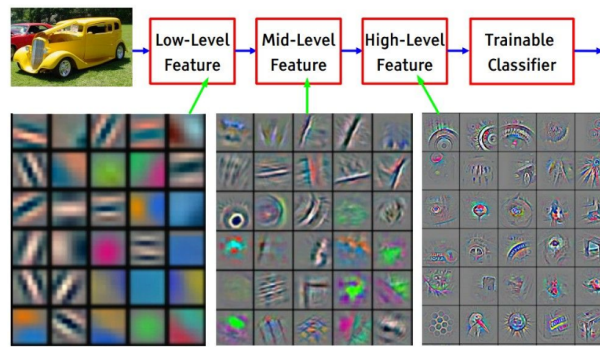 Low-Level
Feature
Mid-Level
Feature
High-Level
Feature
Trainable
Classifier